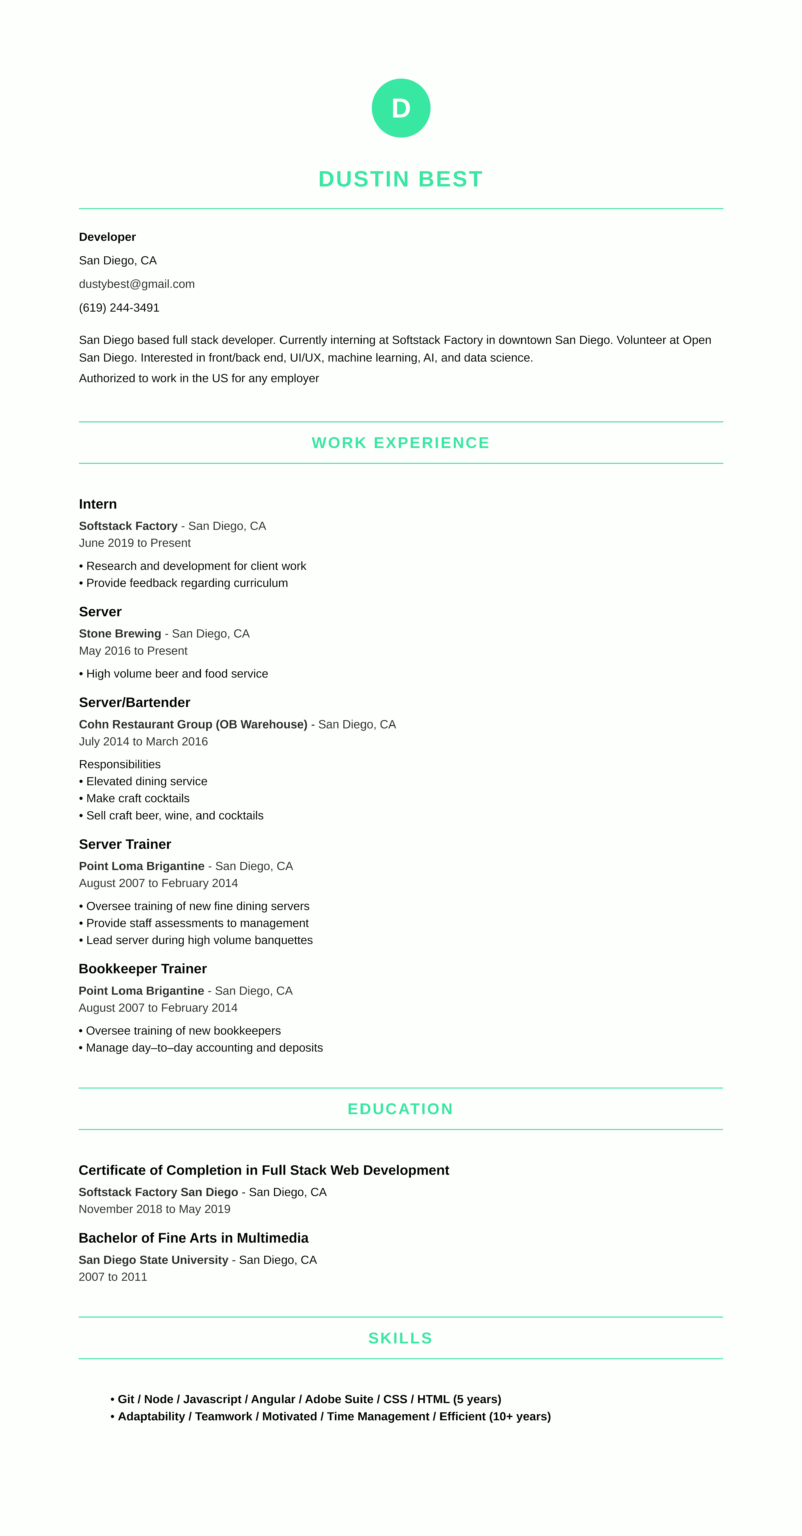 D
DUSTIN BEST
Developer
San Diego, CA
dustybest@gmail.com
(619) 244-3491
San Diego based full stack developer. Currently interning at Softstack Factory in downtown San Diego. Volunteer at Open
San Diego. Interested in front/back end, UI/UX, machine learning, AI, and data science.
Authorized to work in the US for any employer
WORK EXPERIENCE
Intern
Softstack Factory - San Diego, CA
June 2019 to Present
• Research and development for client work
• Provide feedback regarding curriculum
Server
Stone Brewing - San Diego, CA
May 2016 to Present
• High volume beer and food service
Server/Bartender
Cohn Restaurant Group (OB Warehouse) - San Diego, CA
July 2014 to March 2016
Responsibilities
• Elevated dining service
• Make craft cocktails
• Sell craft beer, wine, and cocktails
Server Trainer
Point Loma Brigantine - San Diego, CA
August 2007 to February 2014
• Oversee training of new fine dining servers
• Provide staff assessments to management
• Lead server during high volume banquettes
Bookkeeper Trainer
Point Loma Brigantine - San Diego, CA
August 2007 to February 2014
• Oversee training of new bookkeepers
• Manage day–to–day accounting and deposits
EDUCATION
Certificate of Completion in Full Stack Web Development
Softstack Factory San Diego - San Diego, CA
November 2018 to May 2019
Bachelor of Fine Arts in Multimedia
San Diego State University - San Diego, CA
2007 to 2011
SKILLS
• Git / Node / Javascript / Angular / Adobe Suite / CSS / HTML (5 years)
• Adaptability / Teamwork / Motivated / Time Management / Efficient (10+ years)